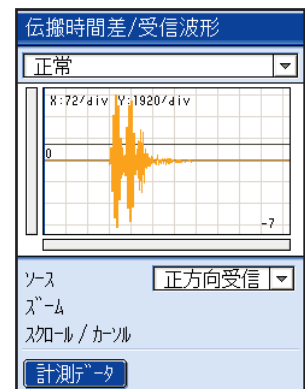 伝搬時間差/受信波形
正常
X:72/div Y:1920/div
0
-7
ソース 正方向受信
ズーム
スクロール / カーソル
計測データ